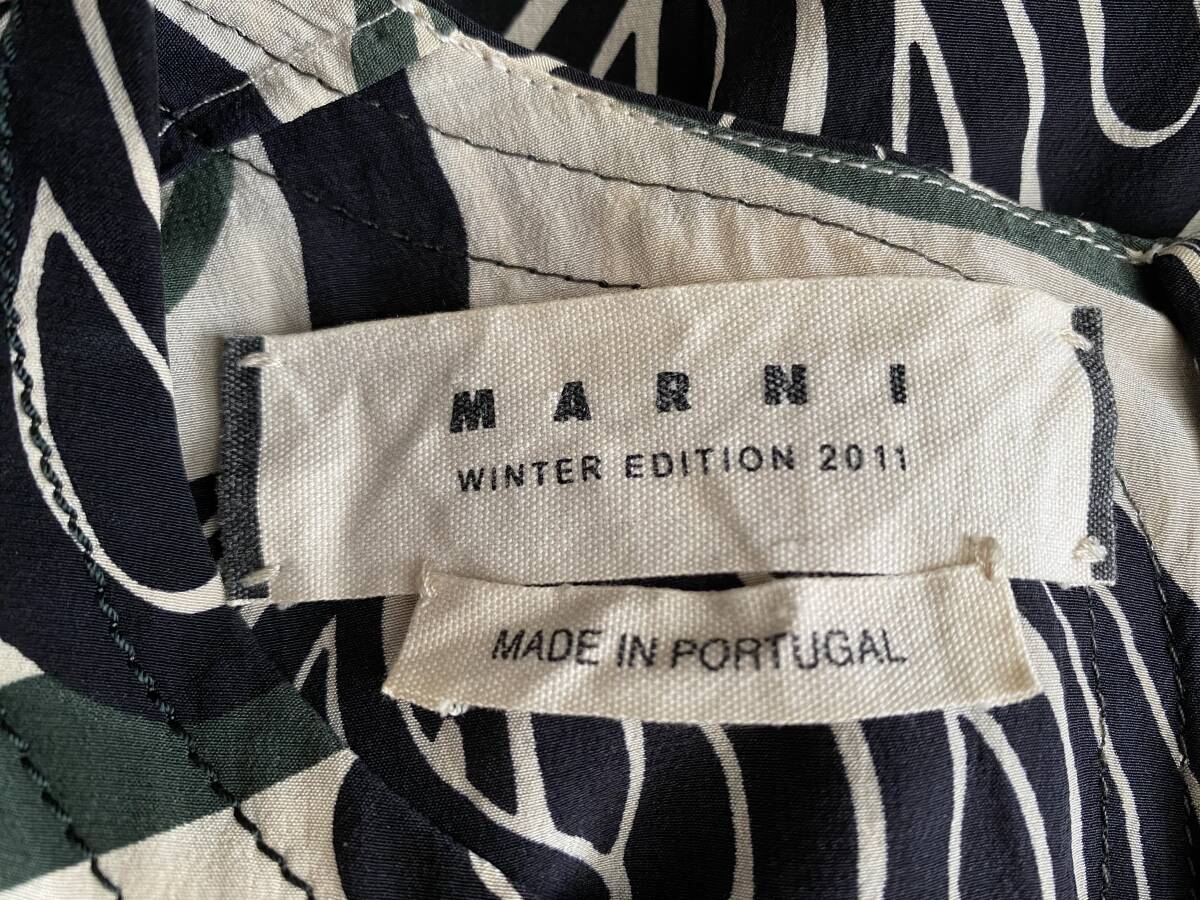 MARNI
WINTER EDITION 2011
MADE IN PORTUGAL